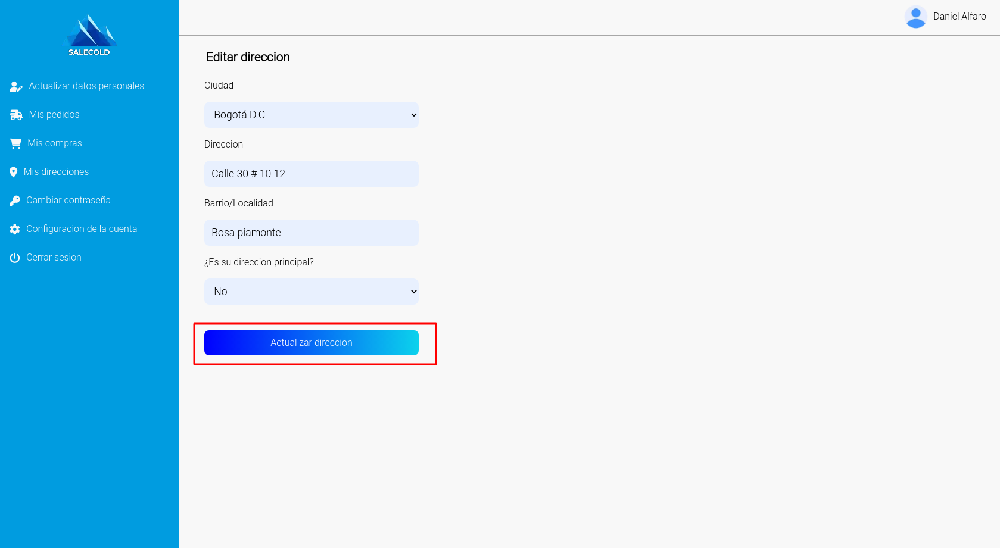 SALECOLD
Actualizar datos personales
Mis pedidos
Mis compras
Mis direcciones
Cambiar contraseña
Configuracion de la cuenta
Cerrar sesion
Daniel Alfaro
Editar direccion
Ciudad
Bogotá D.C
Direccion
Calle 30 # 10 12
Barrio/Localidad
Bosa piamonte
¿Es su direccion principal?
No
Actualizar direccion